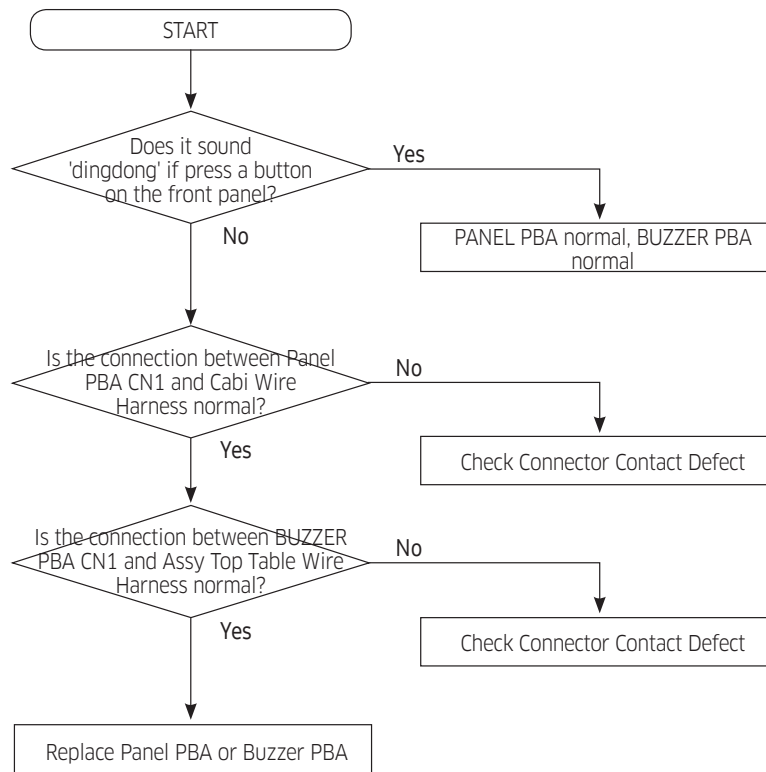 START
Does it sound
'dingdong' if press a button
on the front panel?
Yes
PANEL PBA normal, BUZZER PBA
normal
No
Is the connection between Panel
PBA CN1 and Cabi Wire
Harness normal?
No
Check Connector Contact Defect
Yes
Is the connection between BUZZER
PBA CN1 and Assy Top Table Wire
Harness normal?
No
Check Connector Contact Defect
Yes
Replace Panel PBA or Buzzer PBA